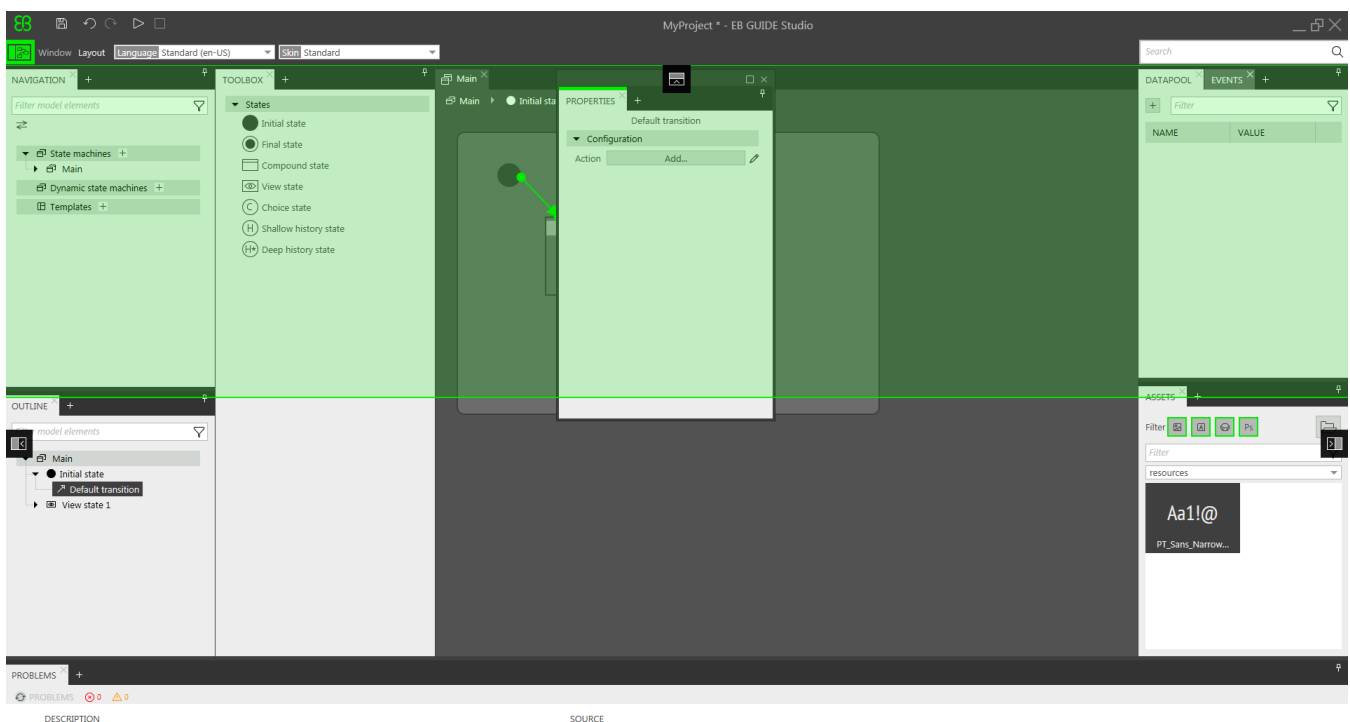 EB
MyProject * - EB GUIDE Studio
Window Layout Language Standard (en-US) Skin Standard
Search
NAVIGATION +
Filter model elements
State machines +
Main
Dynamic state machines +
Templates +
TOOLBOX +
States
Initial state
Final state
Compound state
View state
C Choice state
H Shallow history state
H* Deep history state
Main
Main Initial sta
PROPERTIES +
Default transition
Configuration
Action Add...
DATAPOOL EVENTS +
+ Filter
NAME VALUE
OUTLINE +
model elements
Main
Initial state
Default transition
View state 1
ASSETS +
Filter A Ps
Filter
resources
Aa1!@
PT_Sans_Narrow...
PROBLEMS +
PROBLEMS 0 0
DESCRIPTION SOURCE